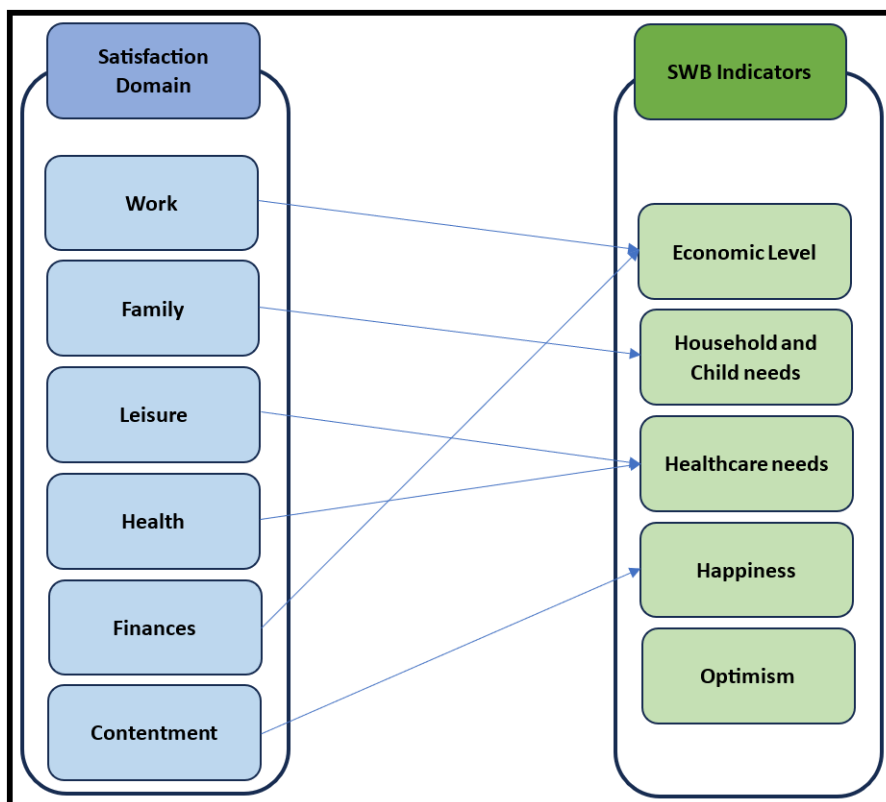 Satisfaction
Domain
SWB Indicators
Work
Family
Leisure
Health
Finances
Contentment
Economic Level
Household and
Child needs
Healthcare needs
Happiness
Optimism